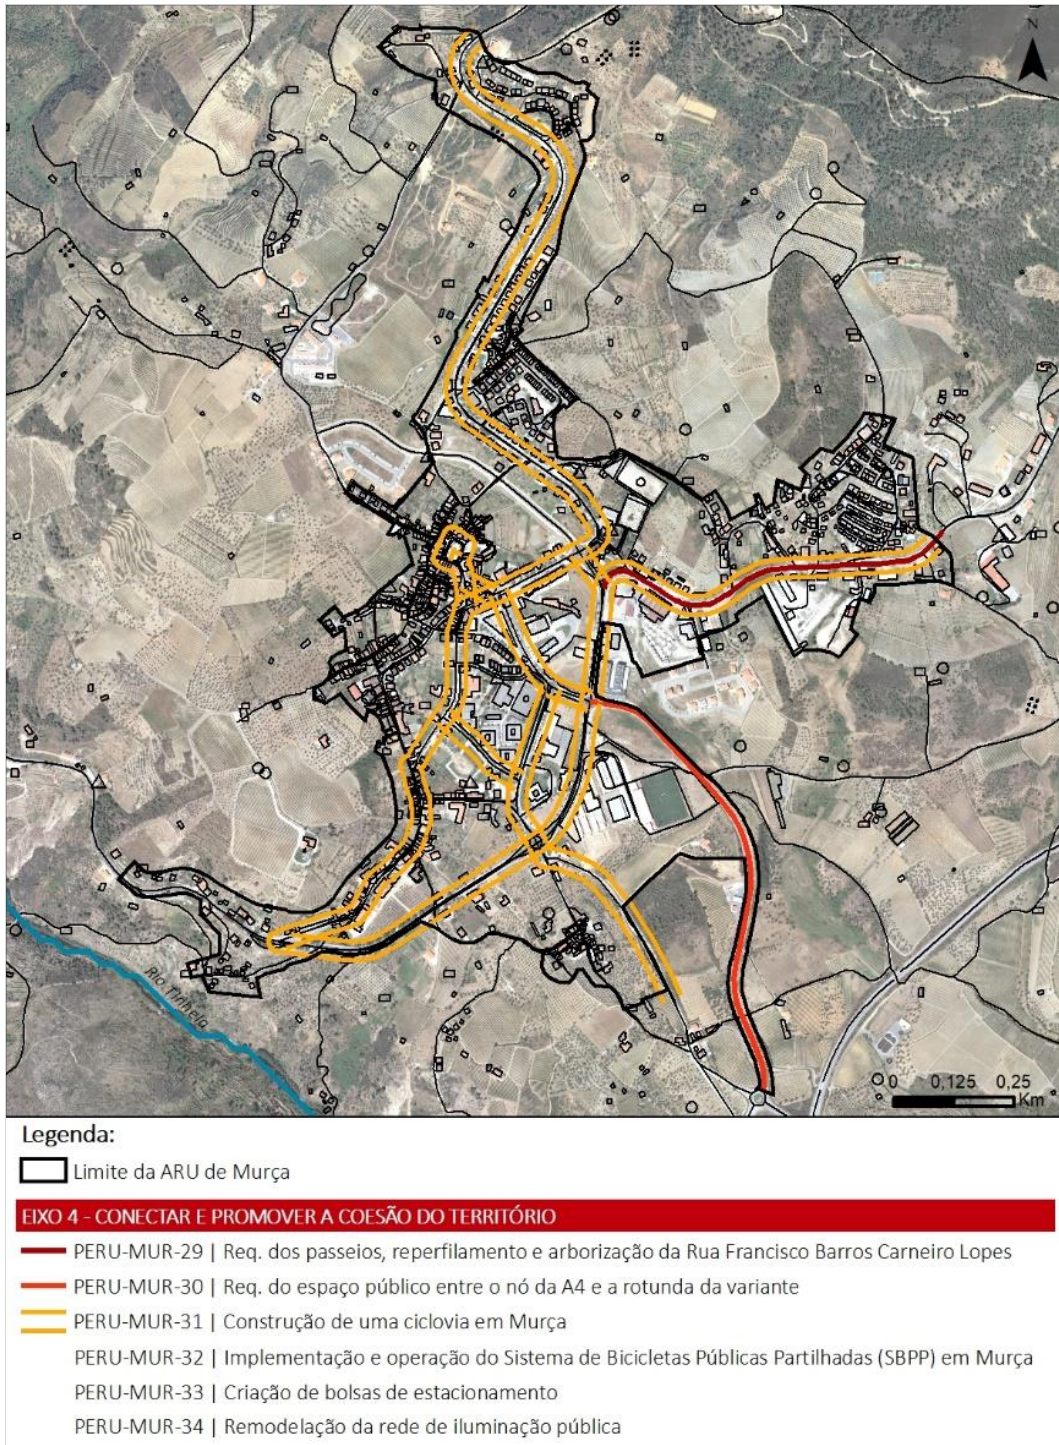 N
Rio Tinhela
0 0,125 0,25
Km
Legenda:
Limite da ARU de Murça
EIXO 4 - CONECTAR E PROMOVER A COESÃO DO TERRITÓRIO
PERU-MUR-29 | Req. dos passeios, reperfilamento e arborização da Rua Francisco Barros Carneiro Lopes
PERU-MUR-30 | Req. do espaço público entre o nó da A4 e a rotunda da variante
PERU-MUR-31 | Construção de uma ciclovia em Murça
PERU-MUR-32 | Implementação e operação do Sistema de Bicicletas Públicas Partilhadas (SBPP) em Murça
PERU-MUR-33 | Criação de bolsas de estacionamento
PERU-MUR-34 | Remodelação da rede de iluminação pública